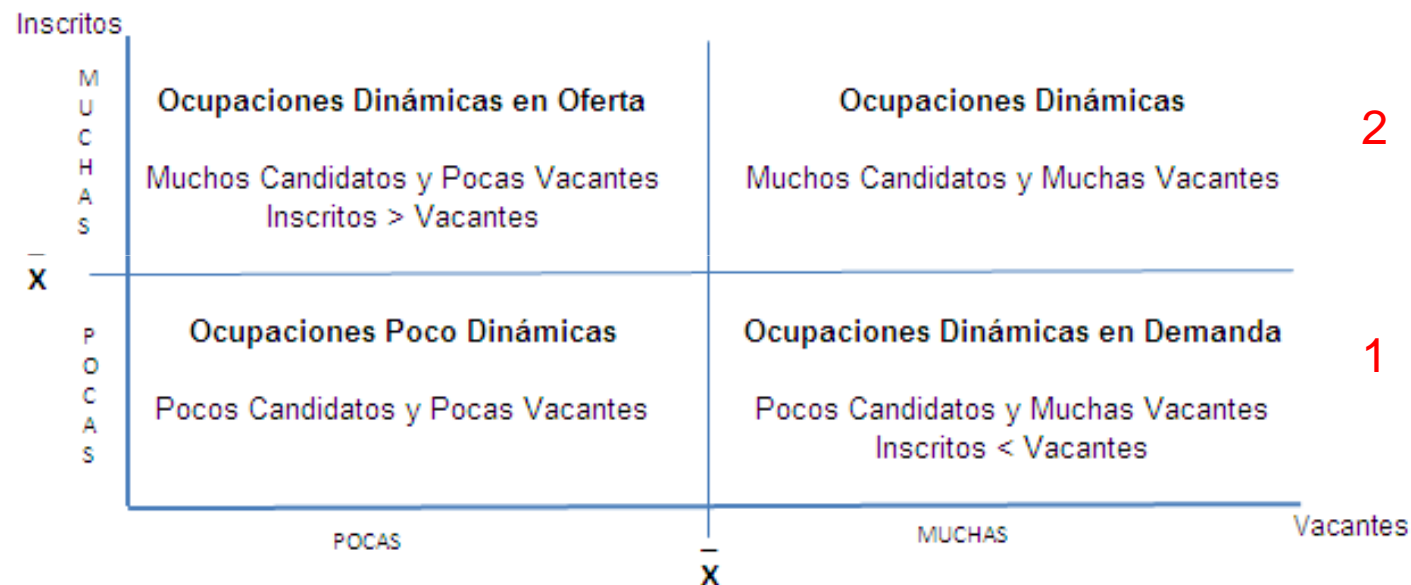 Inscritos
MUCHAS
Ocupaciones Dinámicas en Oferta
Muchos Candidatos y Pocas Vacantes
Inscritos > Vacantes
Ocupaciones Dinámicas
Muchos Candidatos y Muchas Vacantes
2
X̅
POCAS
Ocupaciones Poco Dinámicas
Pocos Candidatos y Pocas Vacantes
Ocupaciones Dinámicas en Demanda
Pocos Candidatos y Muchas Vacantes
Inscritos < Vacantes
1
POCAS
MUCHAS
Vacantes
X̅